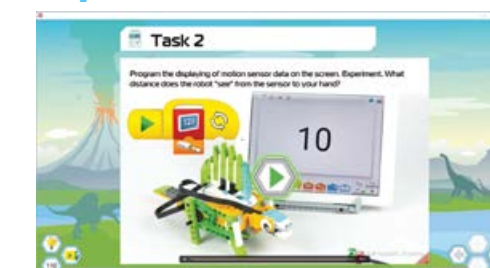 Task 2
Program the displaying of motion sensor data on the screen. Experiment. What
distance does the robot "see" from the sensor to your hand?
123
10